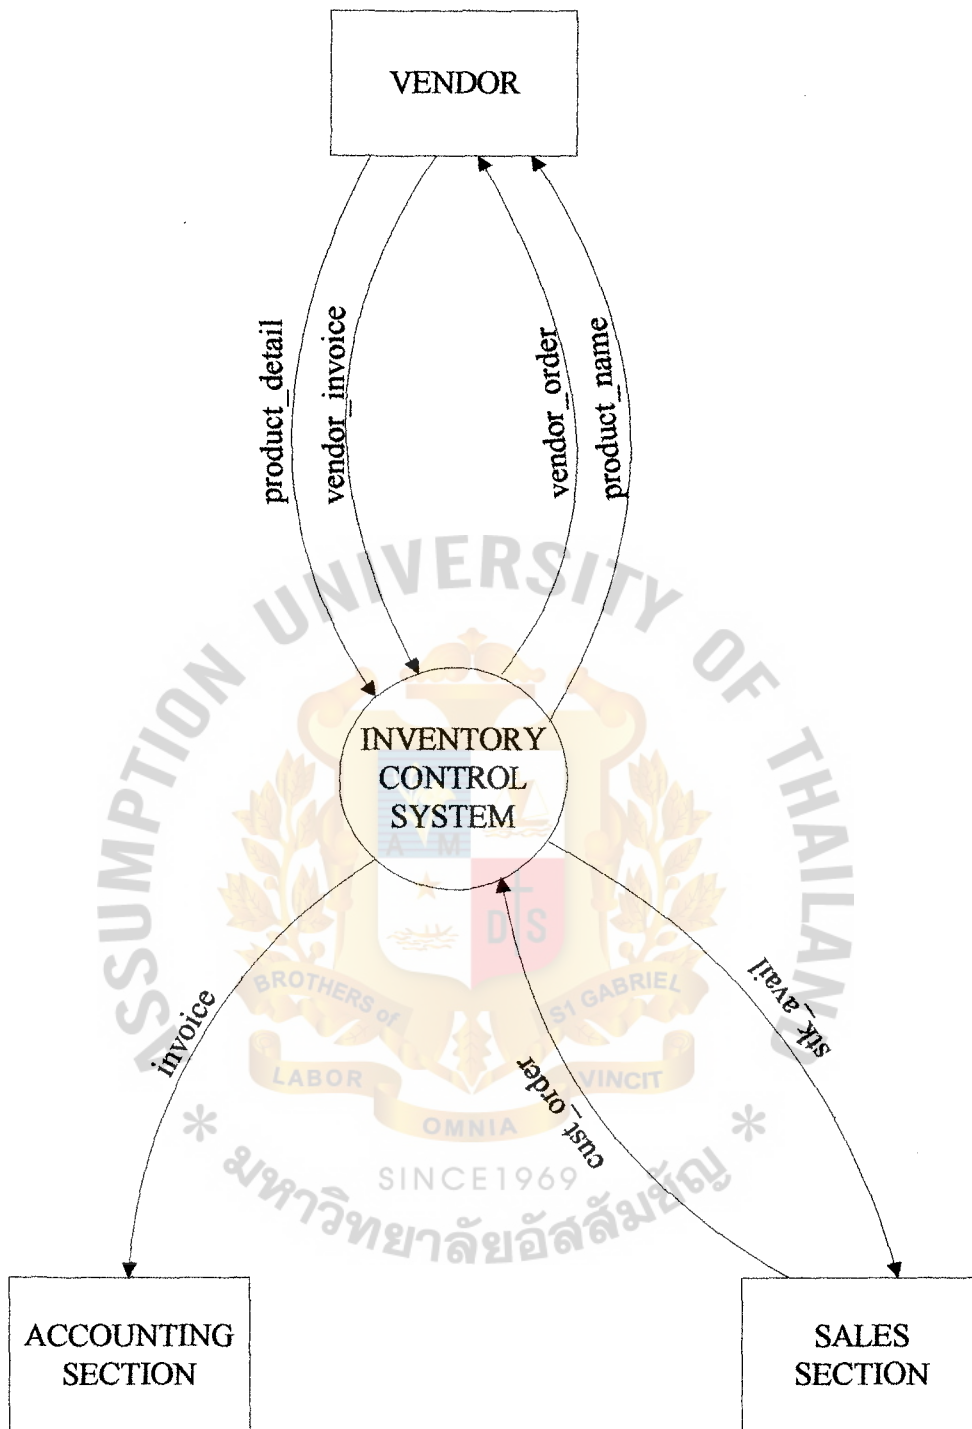 VENDOR
product_detail
vendor_invoice
vendor_order
product_name
ASSUMPTION UNIVERSITY OF THAILAND
INVENTORY
CONTROL
SYSTEM
A M
D S
BROTHERS of
S1 GABRIEL
stk_avail
invoice
cust_order
LABOR
VINCIT
OMNIA
SINCE1969
* มหาวิทยาลัยอัสสัมชัญ *
ACCOUNTING
SECTION
SALES
SECTION